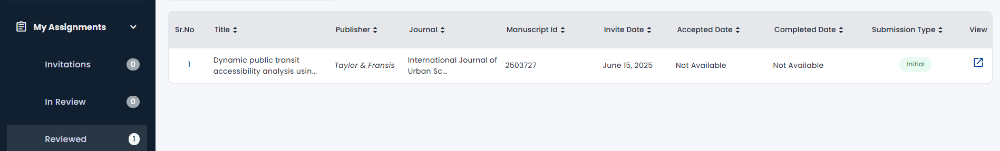 My Assignments
Invitations 0
In Review 0
Reviewed 1
Sr.No Title Publisher Journal Manuscript Id Invite Date Accepted Date Completed Date Submission Type View
1 Dynamic public transit accessibility analysis usin... Taylor & Fransis International Journal of Urban Sc... 2503727 June 15, 2025 Not Available Not Available Initial